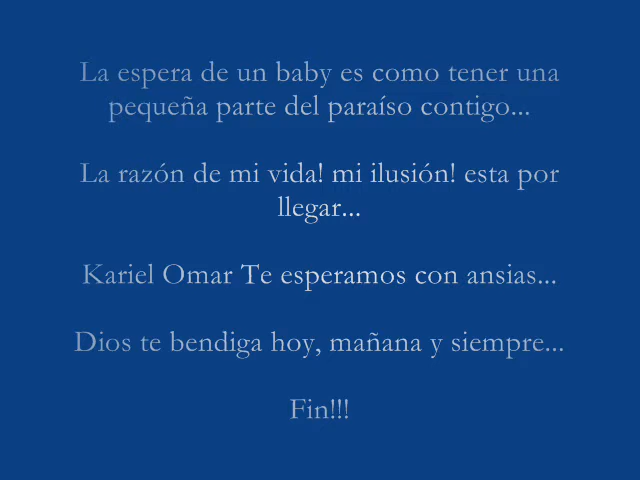 La espera de un baby es como tener una
pequeña parte del paraíso contigo...
La razón de mi vida! mi ilusión! esta por
llegar...
Kariel Omar Te esperamos con ansias...
Dios te bendiga hoy, mañana y siempre...
Fin!!!